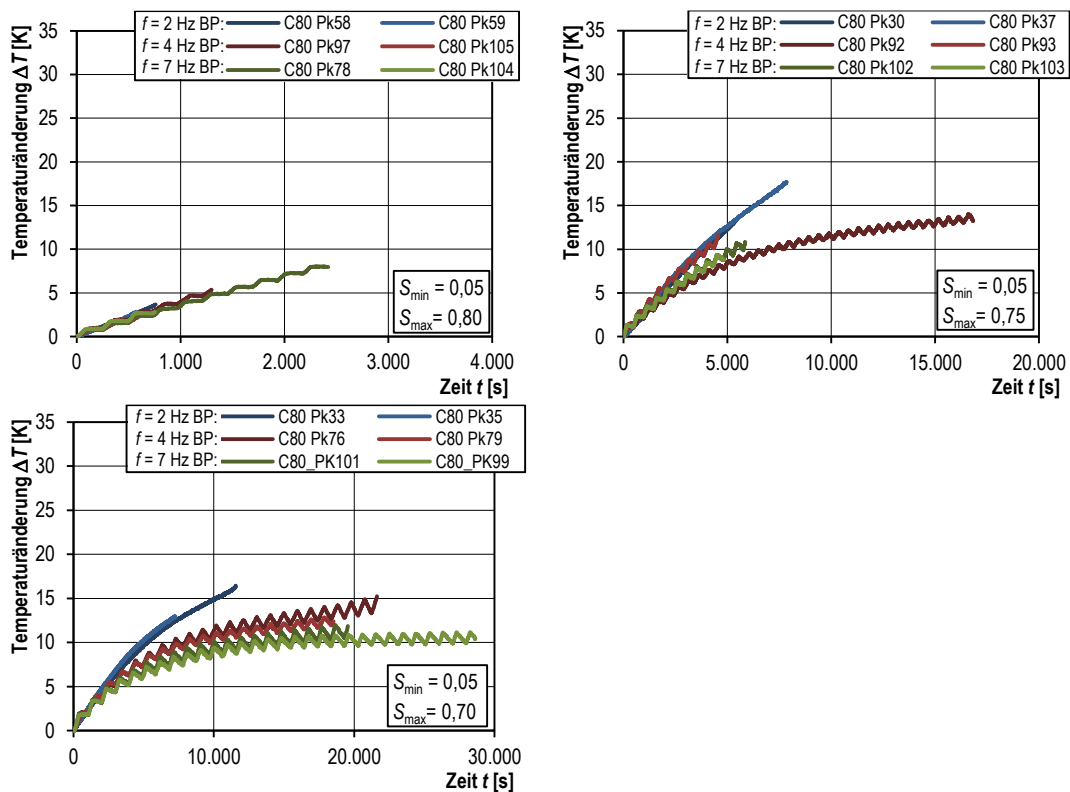 f = 2 Hz BP: C80 Pk58 C80 Pk59
f = 4 Hz BP: C80 Pk97 C80 Pk105
f = 7 Hz BP: C80 Pk78 C80 Pk104
Temperaturänderung ΔT [K]
35
30
25
20
15
10
5
0
S min = 0,05
S max = 0,80
0 1.000 2.000 3.000 4.000
Zeit t [s]
f = 2 Hz BP: C80 Pk30 C80 Pk37
f = 4 Hz BP: C80 Pk92 C80 Pk93
f = 7 Hz BP: C80 Pk102 C80 Pk103
Temperaturänderung ΔT [K]
35
30
25
20
15
10
5
0
S min = 0,05
S max = 0,75
0 5.000 10.000 15.000 20.000
Zeit t [s]
f = 2 Hz BP: C80 Pk33 C80 Pk35
f = 4 Hz BP: C80 Pk76 C80 Pk79
f = 7 Hz BP: C80_PK101 C80_PK99
Temperaturänderung ΔT [K]
35
30
25
20
15
10
5
0
S min = 0,05
S max = 0,70
0 10.000 20.000 30.000
Zeit t [s]